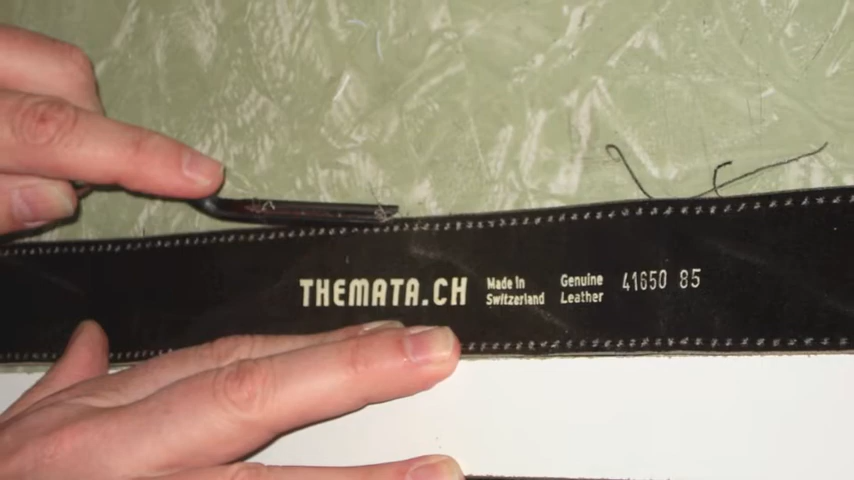 THEMATA.CH
Made in
Switzerland
Genuine
Leather
41650 85